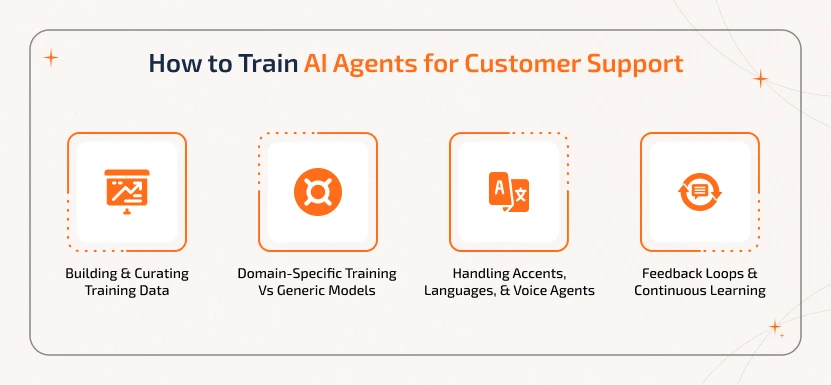 How to Train AI Agents for Customer Support
A
文
Building & Curating
Training Data
Domain-Specific Training
Vs Generic Models
Handling Accents,
Languages, & Voice Agents
Feedback Loops &
Continuous Learning